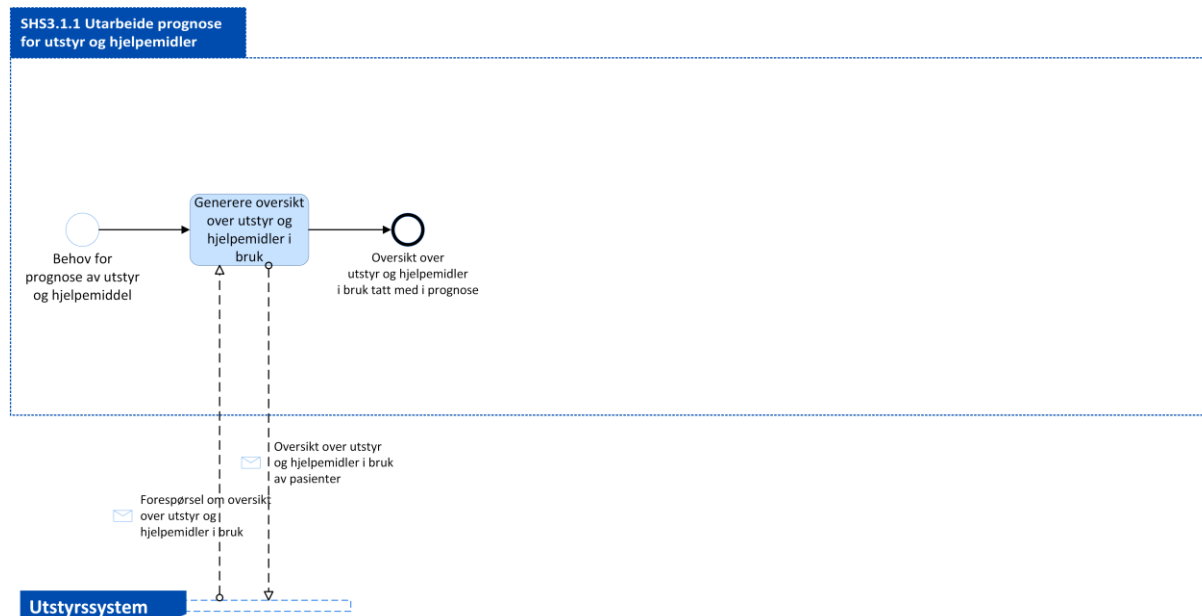 SHS3.1.1 Utarbeide prognose
for utstyr og hjelpemidler
Behov for
prognose av utstyr
og hjelpemiddel
Generere oversikt
over utstyr og
hjelpemidler i
bruk
Oversikt over
utstyr og hjelpemidler
i bruk tatt med i prognose
Oversikt over utstyr
og hjelpemidler i bruk
av pasienter
Forespørsel om oversikt
over utstyr og
hjelpemidler i bruk
Utstyrssystem